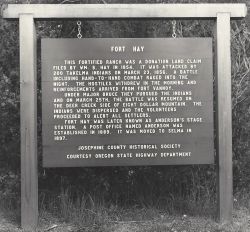 FORT HAY
THIS FORTIFIED RANCH WAS A DONATION LAND CLAIM
FILED BY WM. B. HAY IN 1854. IT WAS ATTACKED BY
200 TAKELMA INDIANS ON MARCH 23, 1856. A BATTLE
INCLUDING HAND-TO-HAND COMBAT RAGED INTO THE
NIGHT. THE HOSTILES WITHDREW IN THE MORNING AND
REINFORCEMENTS ARRIVED FROM FORT VANNOY.
UNDER MAJOR BRUCE THEY PURSUED THE INDIANS
AND ON MARCH 25TH, THE BATTLE WAS RESUMED ON
THE DEER CREEK SIDE OF EIGHT DOLLAR MOUNTAIN. THE
INDIANS WERE DISPERSED AND THE VOLUNTEERS
PROCEEDED TO ALERT ALL SETTLERS.
FORT HAY WAS LATER KNOWN AS ANDERSON'S STAGE
STATION. A POST OFFICE NAMED ANDERSON WAS
ESTABLISHED IN 1889. IT WAS MOVED TO SELMA IN
1897.
JOSEPHINE COUNTY HISTORICAL SOCIETY
COURTESY OREGON STATE HIGHWAY DEPARTMENT